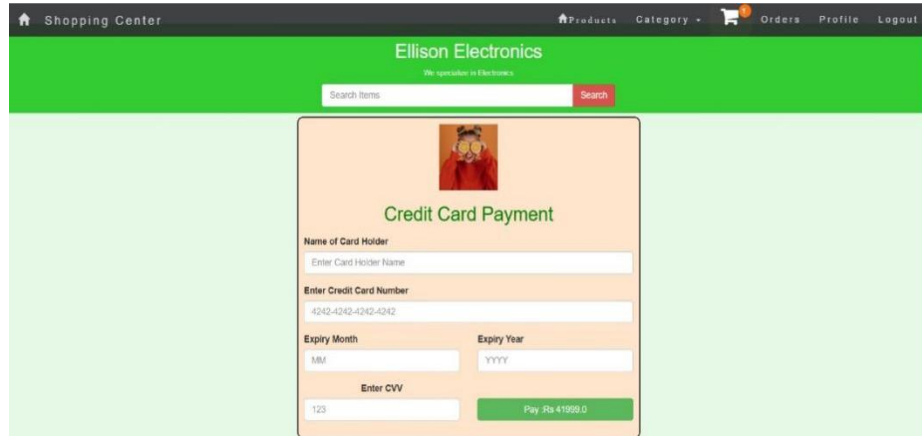 Shopping Center Products Category 1 Orders Profile Logout
Ellison Electronics
We specialize in Electronics
Search Items Search
Credit Card Payment
Name of Card Holder
Enter Card Holder Name
Enter Credit Card Number
4242-4242-4242-4242
Expiry Month Expiry Year
MM YYYY
Enter CVV
123 Pay :Rs 41999.0